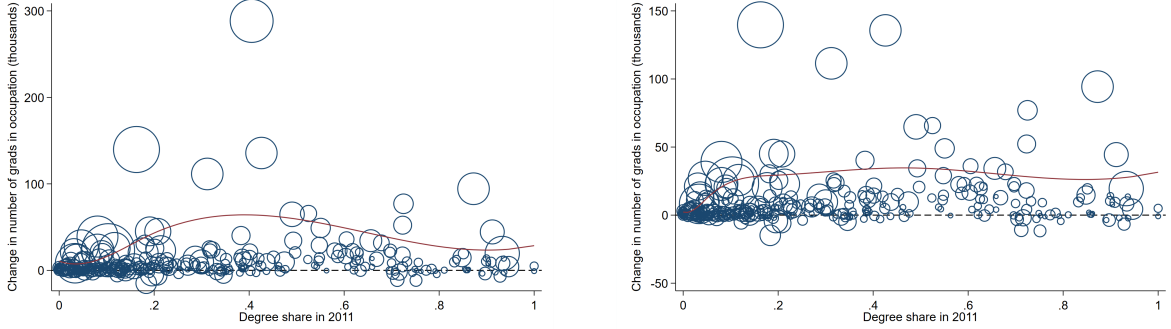 Change in number of grads in occupation (thousands)
300
200
100
0
0 .2 .4 .6 .8 1
Degree share in 2011
Change in number of grads in occupation (thousands)
150
100
50
0
-50
0 .2 .4 .6 .8 1
Degree share in 2011